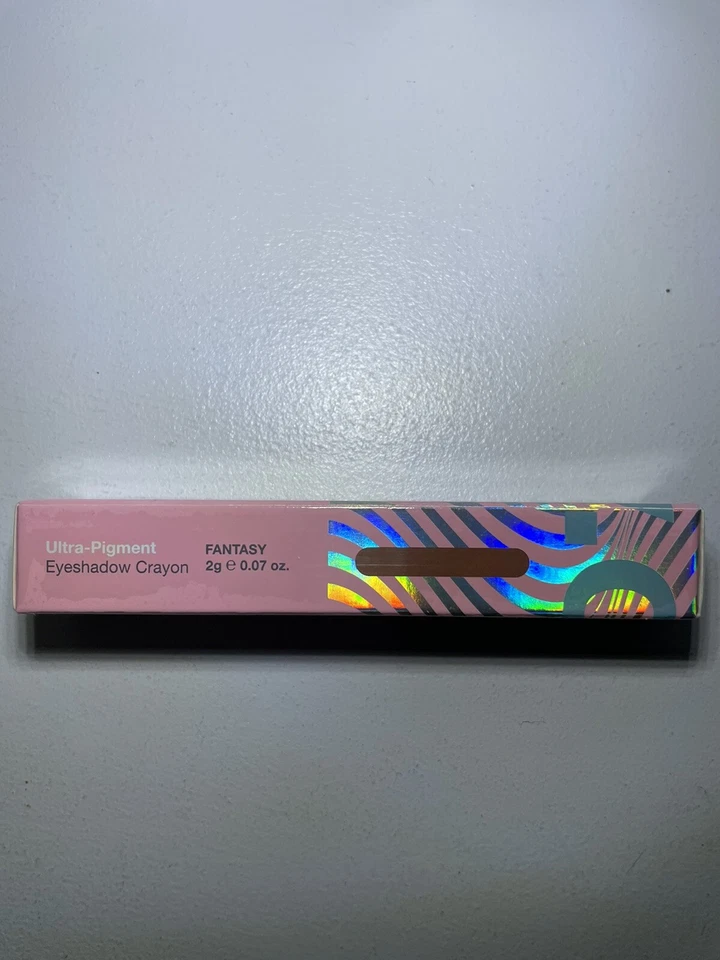 Ultra-Pigment
Eyeshadow Crayon
FANTASY
2g ℮ 0.07 oz.